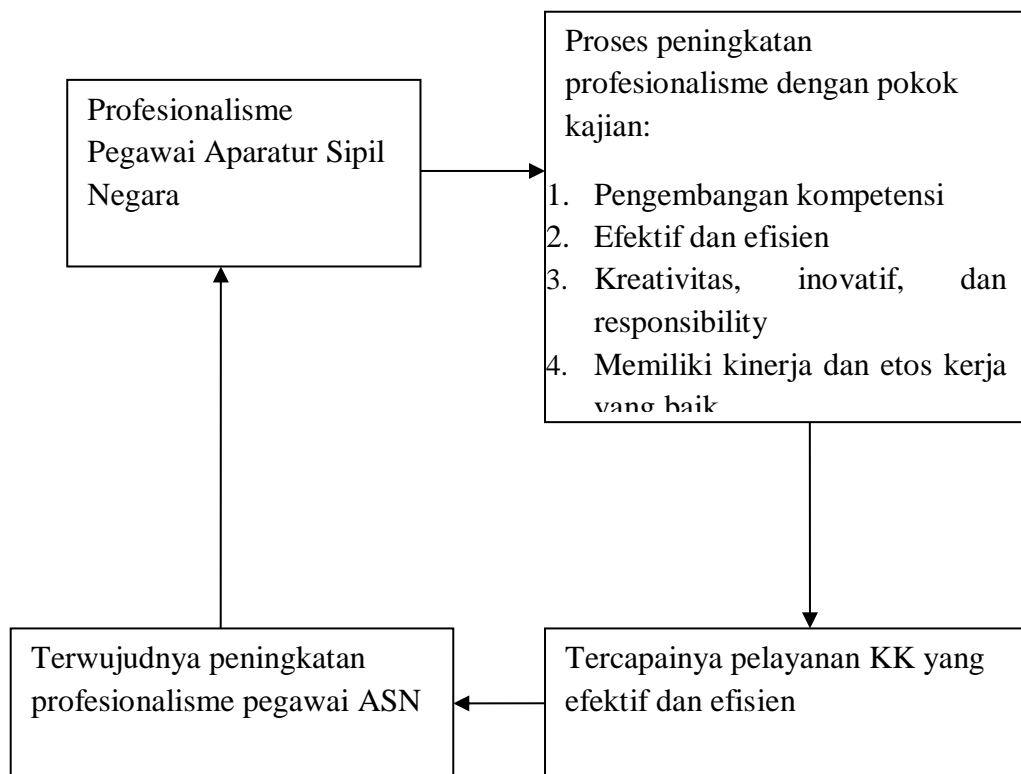 Profesionalisme
Pegawai Aparatur Sipil
Negara
Proses peningkatan
profesionalisme dengan pokok
kajian:
1. Pengembangan kompetensi
2. Efektif dan efisien
3. Kreativitas, inovatif, dan
responsibility
4. Memiliki kinerja dan etos kerja
yang baik
Tercapainya pelayanan KK yang
efektif dan efisien
Terwujudnya peningkatan
profesionalisme pegawai ASN